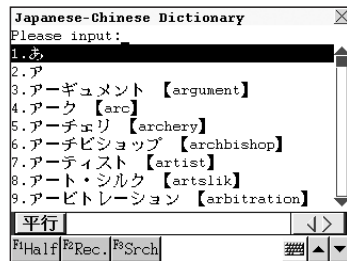 Japanese-Chinese Dictionary
Please input:_
1.あ
2.ア
3.アーギュメント 【argument】
4.アーク 【arc】
5.アーチェリ 【archery】
6.アーチビショップ 【archbishop】
7.アーティスト 【artist】
8.アート・シルク 【artslik】
9.アービトレーション 【arbitration】
平行
F1Half F2Rec. F3Srch